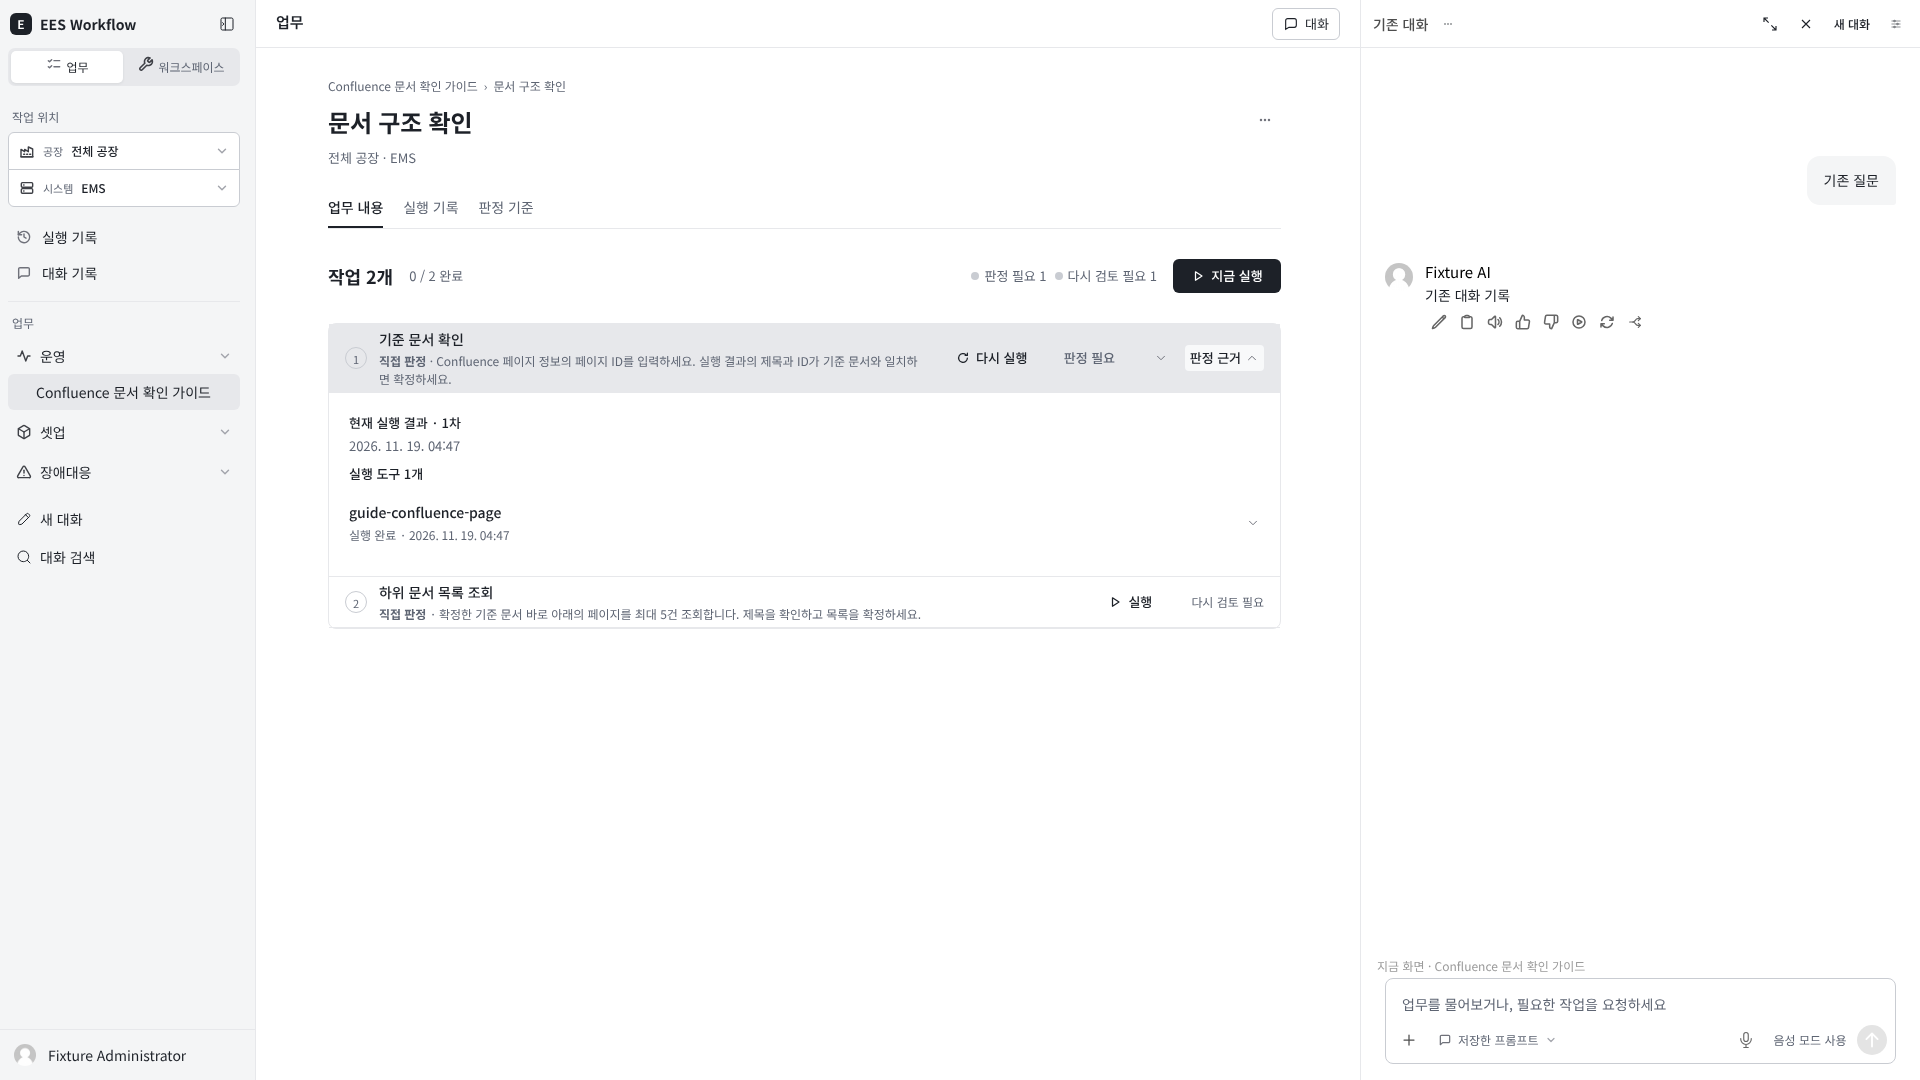 E EES Workflow
업무
워크스페이스
작업 위치
공장 전체 공장
시스템 EMS
실행 기록
대화 기록
업무
운영
Confluence 문서 확인 가이드
셋업
장애대응
새 대화
대화 검색
Fixture Administrator
업무
대화
Confluence 문서 확인 가이드 › 문서 구조 확인
문서 구조 확인
전체 공장 · EMS
업무 내용
실행 기록
판정 기준
작업 2개 0 / 2 완료
판정 필요 1 다시 검토 필요 1
지금 실행
1
기준 문서 확인
직접 판정 · Confluence 페이지 정보의 페이지 ID를 입력하세요. 실행 결과의 제목과 ID가 기준 문서와 일치하
면 확정하세요.
다시 실행
판정 필요
판정 근거
현재 실행 결과 · 1차
2026. 11. 19. 04:47
실행 도구 1개
guide-confluence-page
실행 완료 · 2026. 11. 19. 04:47
2
하위 문서 목록 조회
직접 판정 · 확정한 기준 문서 바로 아래의 페이지를 최대 5건 조회합니다. 제목을 확인하고 목록을 확정하세요.
실행
다시 검토 필요
기존 대화
새 대화
기존 질문
Fixture AI
기존 대화 기록
지금 화면 · Confluence 문서 확인 가이드
업무를 물어보거나, 필요한 작업을 요청하세요
저장한 프롬프트
음성 모드 사용